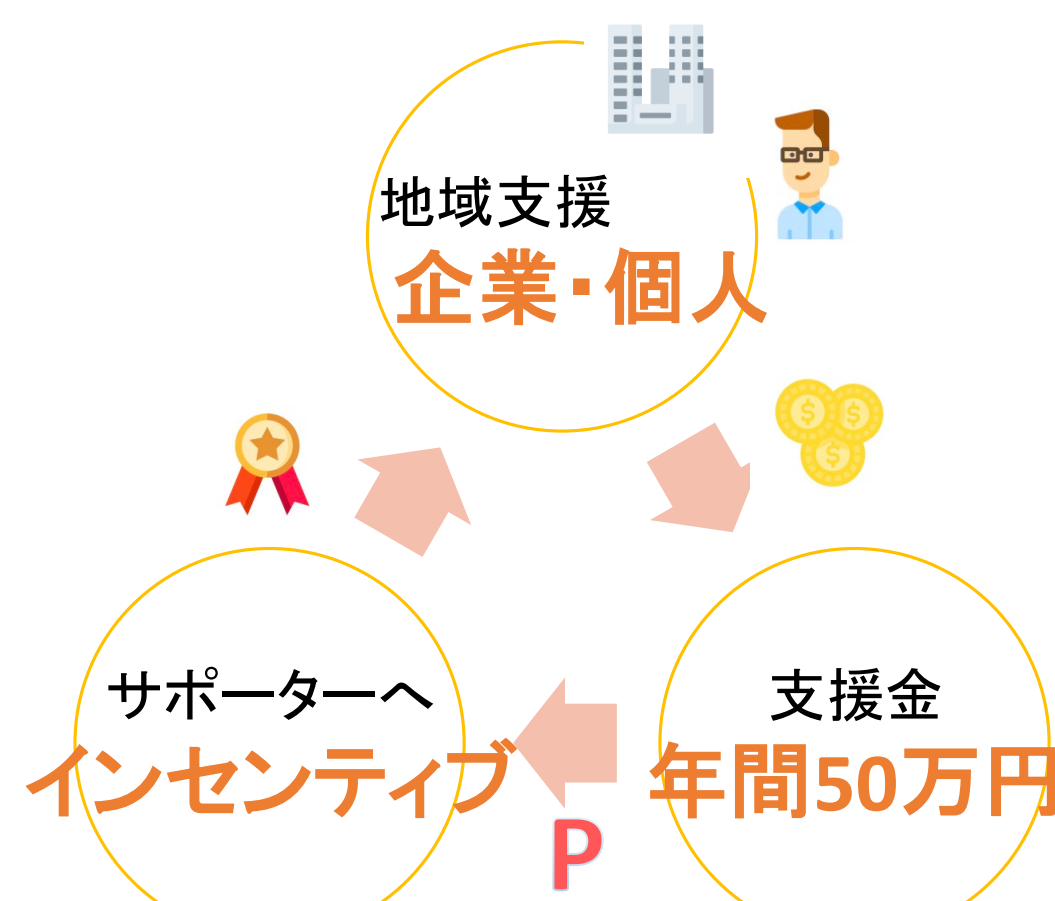 地域支援
企業・個人
サポーターへ
インセンティブ
支援金
年間50万円
P